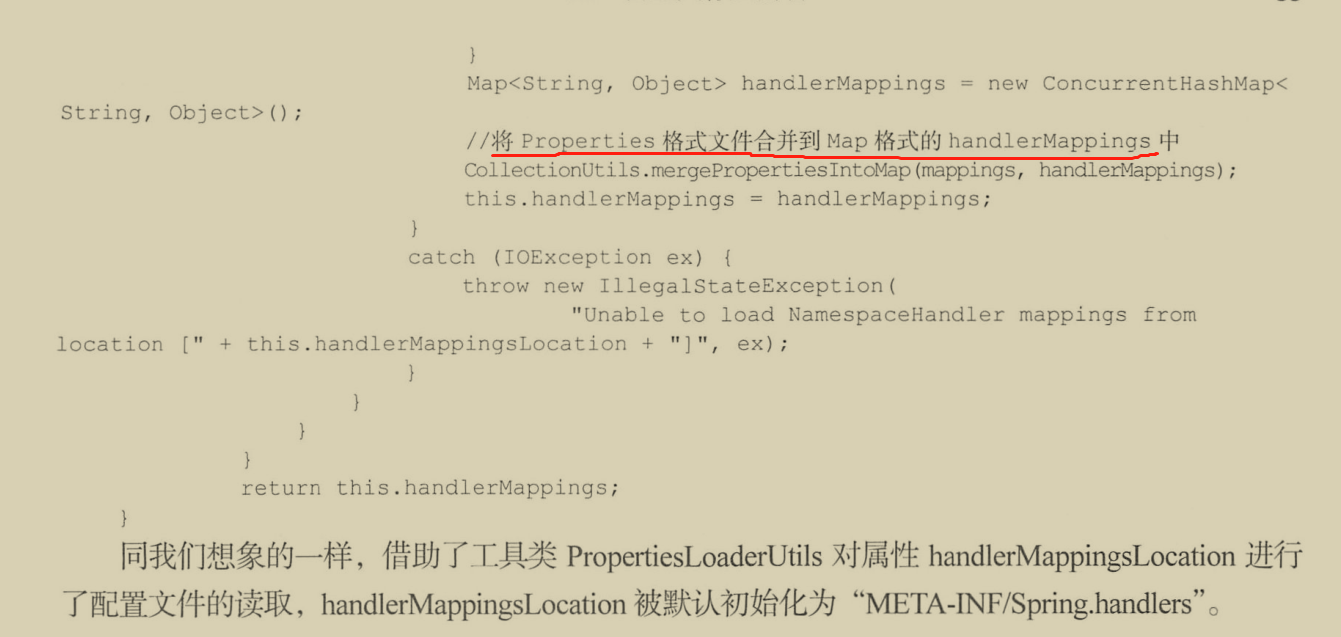 }
Map<String, Object> handlerMappings = new ConcurrentHashMap<
String, Object>();
//将 Properties 格式文件合并到 Map 格式的 handlerMappings 中
CollectionUtils.mergePropertiesIntoMap(mappings, handlerMappings);
this.handlerMappings = handlerMappings;
}
catch (IOException ex) {
throw new IllegalStateException(
"Unable to load NamespaceHandler mappings from
location [" + this.handlerMappingsLocation + "]", ex);
}
}
}
}
return this.handlerMappings;
}
同我们想象的一样，借助了工具类 PropertiesLoaderUtils 对属性 handlerMappingsLocation 进行
了配置文件的读取，handlerMappingsLocation 被默认初始化为“META-INF/Spring.handlers”。